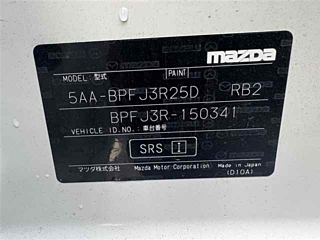 mazda
MODEL 型式 PAINT
5AA-BPFJ3R25D RB2
BPFJ3R-150341
VEHICLE ID.NO. 車台番号
SRS I
マツダ株式会社 Mazda Motor Corporation Made in Japan
(D10A)